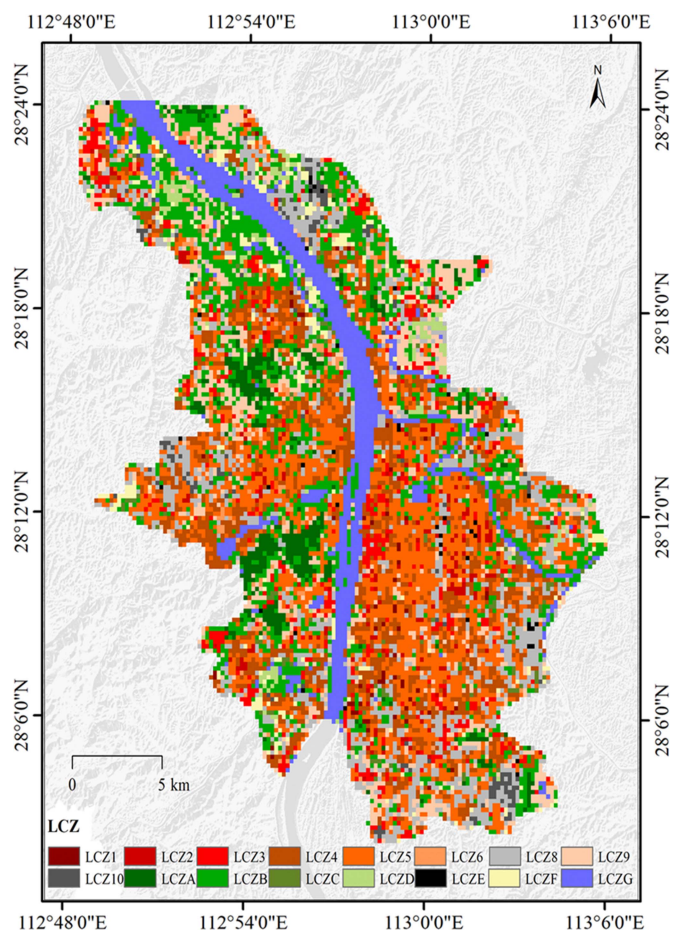 112°48'0"E 112°54'0"E 113°0'0"E 113°6'0"E
N
28°24'0"N 28°24'0"N
28°18'0"N 28°18'0"N
28°12'0"N 28°12'0"N
28°6'0"N 28°6'0"N
0 5 km
LCZ
LCZ1 LCZ2 LCZ3 LCZ4 LCZ5 LCZ6 LCZ8 LCZ9
LCZ10 LCZA LCZB LCZC LCZD LCZE LCZF LCZG
112°48'0"E 112°54'0"E 113°0'0"E 113°6'0"E